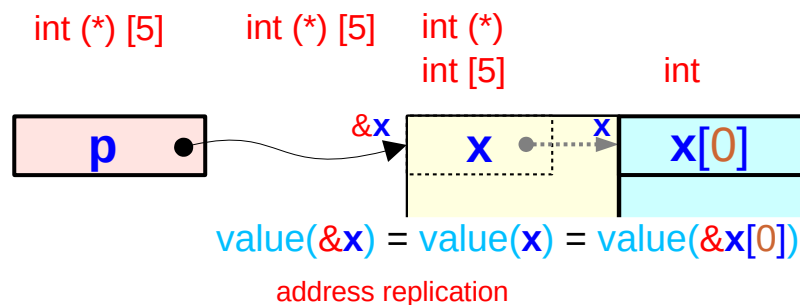 int (*) [5] int (*) [5] int (*)
int [5] int
p &x x x x[0]
value(&x) = value(x) = value(&x[0])
address replication